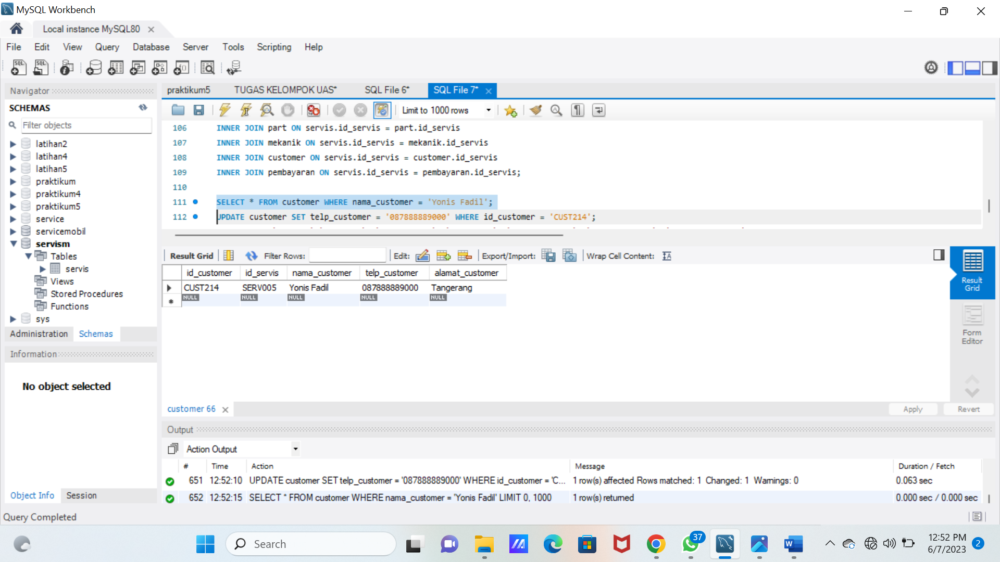 MySQL Workbench
Local instance MySQL80
File Edit View Query Database Server Tools Scripting Help
Navigator
SCHEMAS
Filter objects
latihan2
latihan4
latihan5
praktikum
praktikum4
praktikum5
service
servicemobil
servism
Tables
servis
Views
Stored Procedures
Functions
sys
Administration Schemas
Information
No object selected
Object Info Session
praktikum5 TUGAS KELOMPOK UAS* SQL File 6* SQL File 7*
Limit to 1000 rows
106 INNER JOIN part ON servis.id_servis = part.id_servis
107 INNER JOIN mekanik ON servis.id_servis = mekanik.id_servis
108 INNER JOIN customer ON servis.id_servis = customer.id_servis
109 INNER JOIN pembayaran ON servis.id_servis = pembayaran.id_servis;
110
111 SELECT * FROM customer WHERE nama_customer = 'Yonis Fadil';
112 UPDATE customer SET telp_customer = '087888889000' WHERE id_customer = 'CUST214';
Result Grid Filter Rows: Edit: Export/Import: Wrap Cell Content:
id_customer id_servis nama_customer telp_customer alamat_customer
CUST214 SERV005 Yonis Fadil 087888889000 Tangerang
NULL NULL NULL NULL NULL
Result Grid
Form Editor
customer 66
Apply Revert
Output
Action Output
# Time Action Message Duration / Fetch
651 12:52:10 UPDATE customer SET telp_customer = '087888889000' WHERE id_customer = 'C... 1 row(s) affected Rows matched: 1 Changed: 1 Warnings: 0 0.063 sec
652 12:52:15 SELECT * FROM customer WHERE nama_customer = 'Yonis Fadil' LIMIT 0, 1000 1 row(s) returned 0.000 sec / 0.000 sec
Query Completed
Search
37
12:52 PM
6/7/2023
2